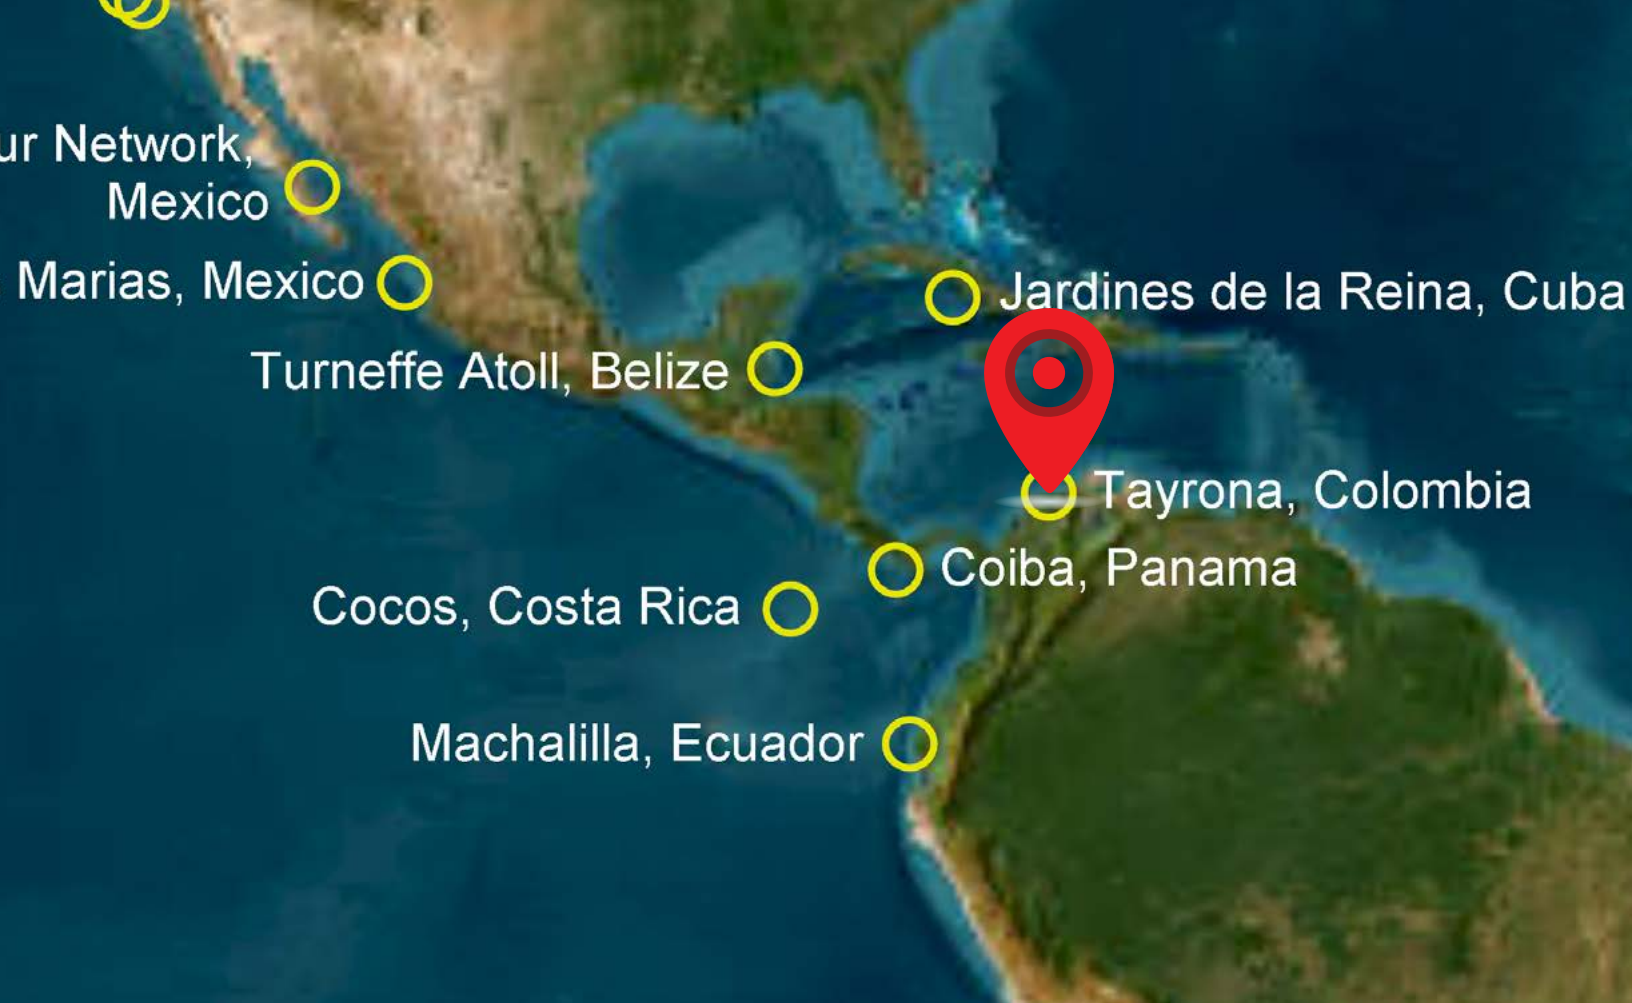 ur Network,
Mexico
Marias, Mexico
Jardines de la Reina, Cuba
Turneffe Atoll, Belize
Tayrona, Colombia
Coiba, Panama
Cocos, Costa Rica
Machalilla, Ecuador